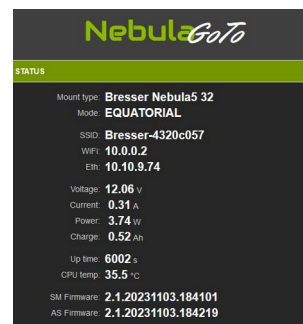 NebulaGoTo
STATUS
Mount type: Bresser Nebula5 32
Mode: EQUATORIAL
SSID: Bresser-4320c057
WiFi: 10.0.0.2
Eth: 10.10.9.74
Voltage: 12.06 V
Current: 0.31 A
Power: 3.74 W
Charge: 0.52 Ah
Up time: 6002 s
CPU temp: 35.5 °C
SM Firmware: 2.1.20231103.184101
AS Firmware: 2.1.20231103.184219